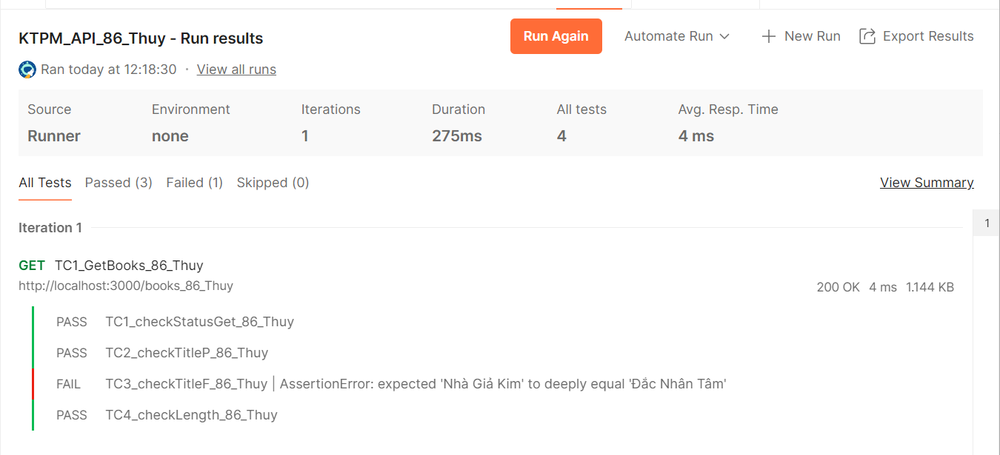 KTPM_API_86_Thuy - Run results
Run Again
Automate Run
New Run
Export Results
Ran today at 12:18:30 · View all runs
Source Environment Iterations Duration All tests Avg. Resp. Time
Runner none 1 275ms 4 4 ms
All Tests Passed (3) Failed (1) Skipped (0) View Summary
Iteration 1
1
GET TC1_GetBooks_86_Thuy
http://localhost:3000/books_86_Thuy
200 OK 4 ms 1.144 KB
PASS TC1_checkStatusGet_86_Thuy
PASS TC2_checkTitleP_86_Thuy
FAIL TC3_checkTitleF_86_Thuy | AssertionError: expected 'Nhà Giả Kim' to deeply equal 'Đắc Nhân Tâm'
PASS TC4_checkLength_86_Thuy